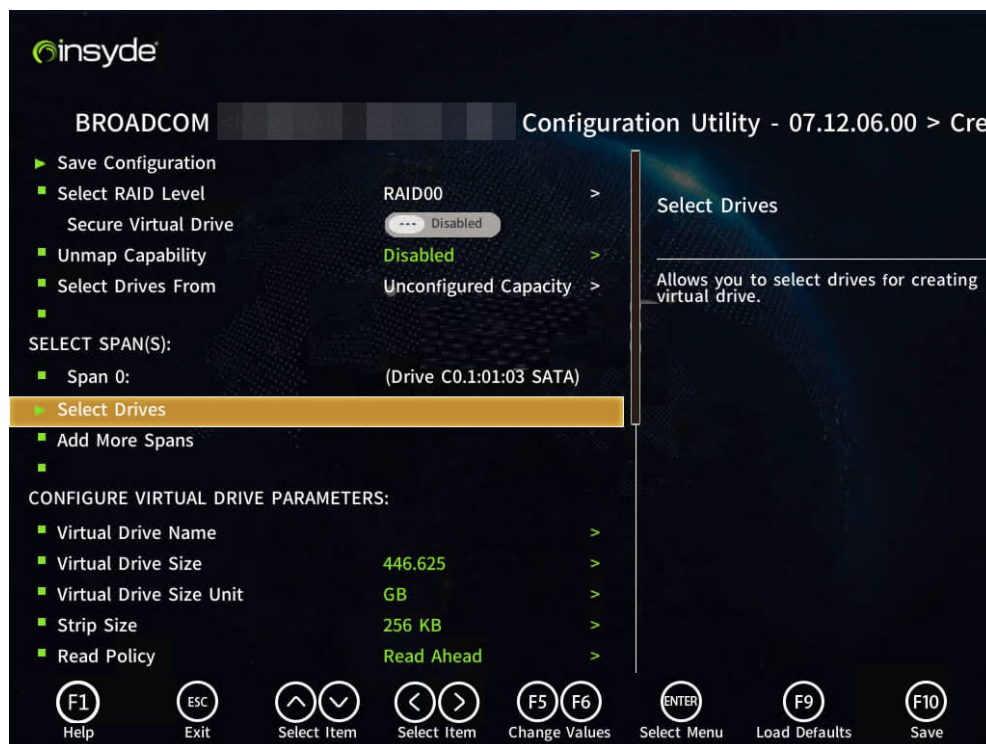 insyde
BROADCOM Configuration Utility - 07.12.06.00 > Cre
Save Configuration
Select RAID Level RAID00 >
Secure Virtual Drive --- Disabled
Unmap Capability Disabled >
Select Drives From Unconfigured Capacity >
SELECT SPAN(S):
Span 0: (Drive C0.1:01:03 SATA)
Select Drives
Add More Spans
CONFIGURE VIRTUAL DRIVE PARAMETERS:
Virtual Drive Name >
Virtual Drive Size 446.625 >
Virtual Drive Size Unit GB >
Strip Size 256 KB >
Read Policy Read Ahead >
Select Drives
Allows you to select drives for creating
virtual drive.
F1 ESC F5 F6 ENTER F9 F10
Help Exit Select Item Select Item Change Values Select Menu Load Defaults Save